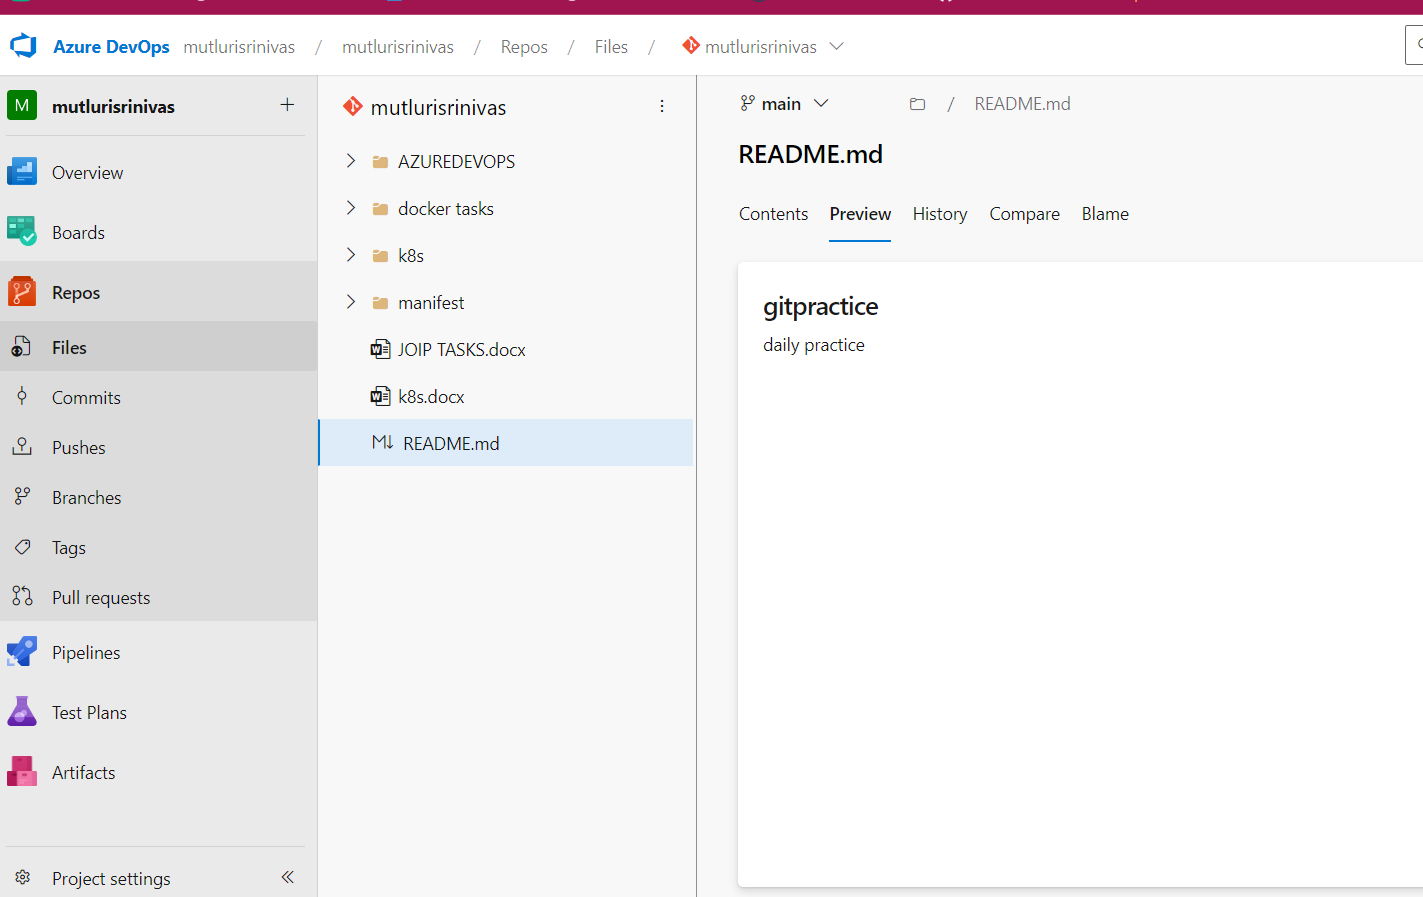 Azure DevOps mutlurisrinivas / mutlurisrinivas / Repos / Files / mutlurisrinivas
M mutlurisrinivas +
Overview
Boards
Repos
Files
Commits
Pushes
Branches
Tags
Pull requests
Pipelines
Test Plans
Artifacts
Project settings
mutlurisrinivas
AZUREDEVOPS
docker tasks
k8s
manifest
JOIP TASKS.docx
k8s.docx
README.md
main / README.md
README.md
Contents Preview History Compare Blame
gitpractice
daily practice